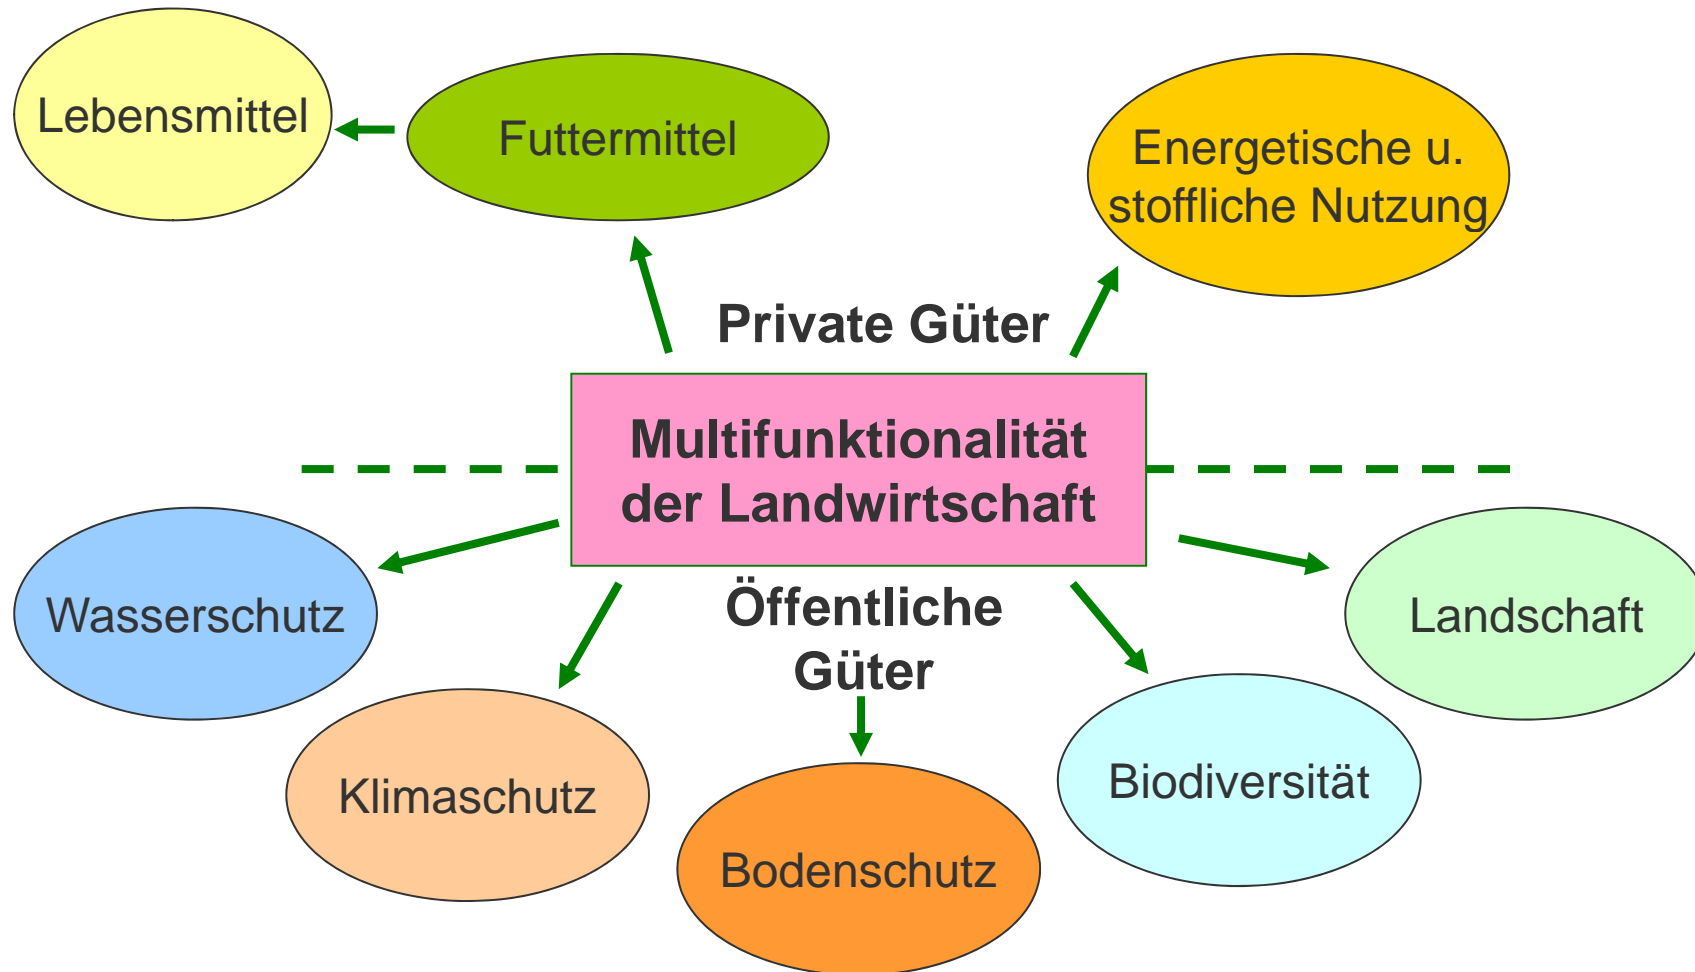 Lebensmittel
Futtermittel
Energetische u.
stoffliche Nutzung
Private Güter
Multifunktionalität
der Landwirtschaft
Wasserschutz
Öffentliche
Güter
Landschaft
Klimaschutz
Biodiversität
Bodenschutz